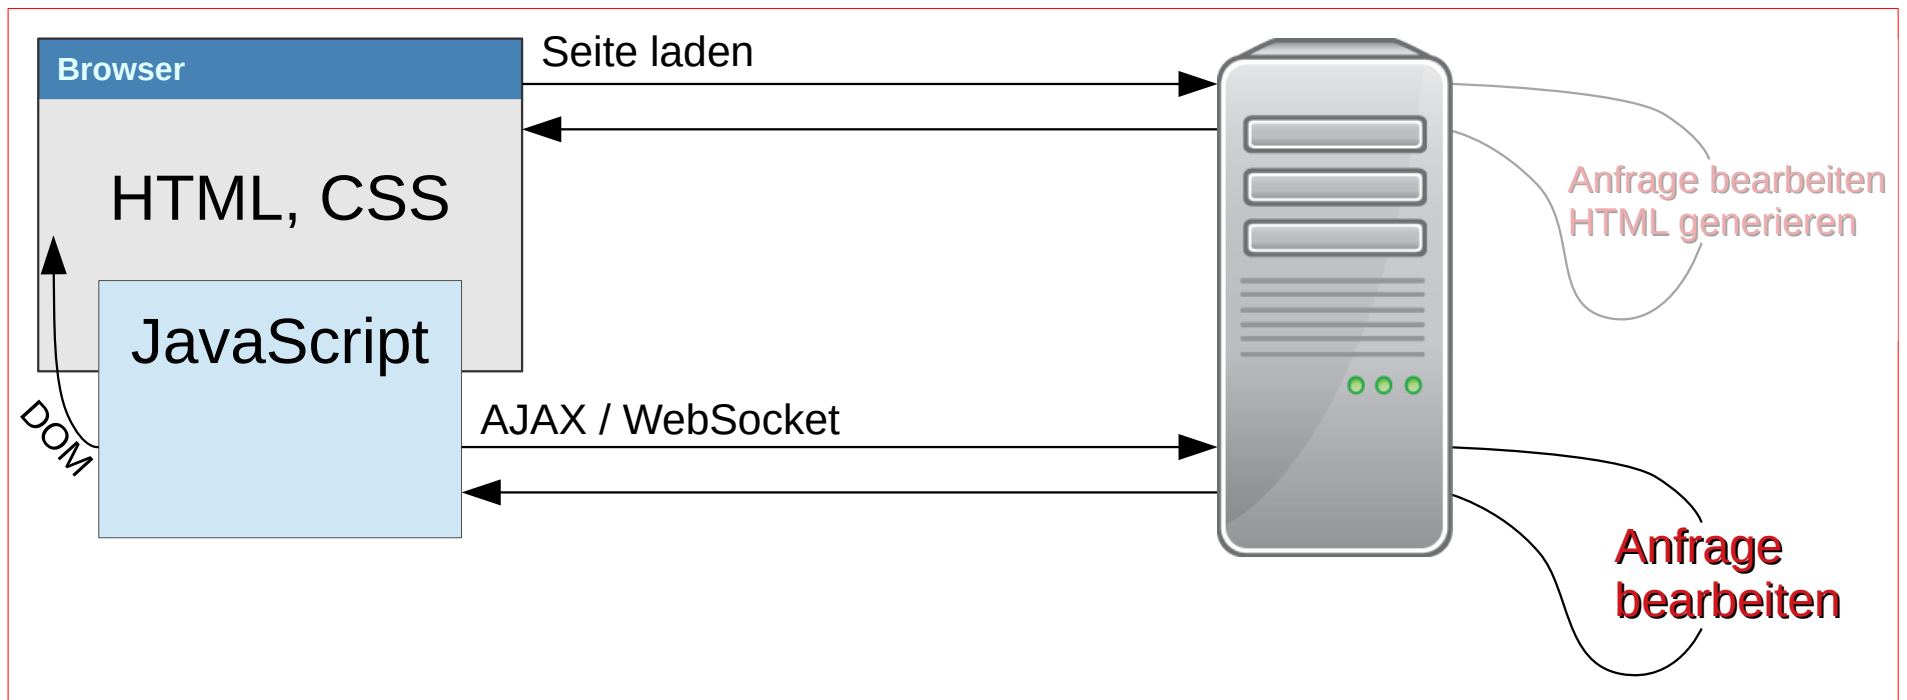 Seite laden
Browser
HTML, CSS
Anfrage bearbeiten
HTML generieren
JavaScript
DOM
AJAX / WebSocket
Anfrage
bearbeiten